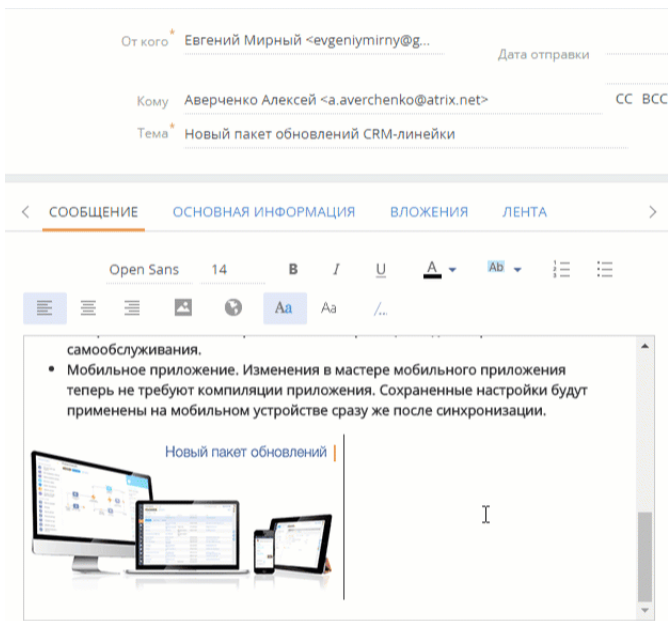 От кого* Евгений Мирный <evgeniymirny@g...
Дата отправки
Кому Аверченко Алексей <a.averchenko@atrix.net>
CC BCC
Тема* Новый пакет обновлений CRM-линейки
СООБЩЕНИЕ ОСНОВНАЯ ИНФОРМАЦИЯ ВЛОЖЕНИЯ ЛЕНТА
Open Sans 14 B I U A Ab
Aa Aa /...
самообслуживания.
• Мобильное приложение. Изменения в мастере мобильного приложения
теперь не требуют компиляции приложения. Сохраненные настройки будут
применены на мобильном устройстве сразу же после синхронизации.
Новый пакет обновлений